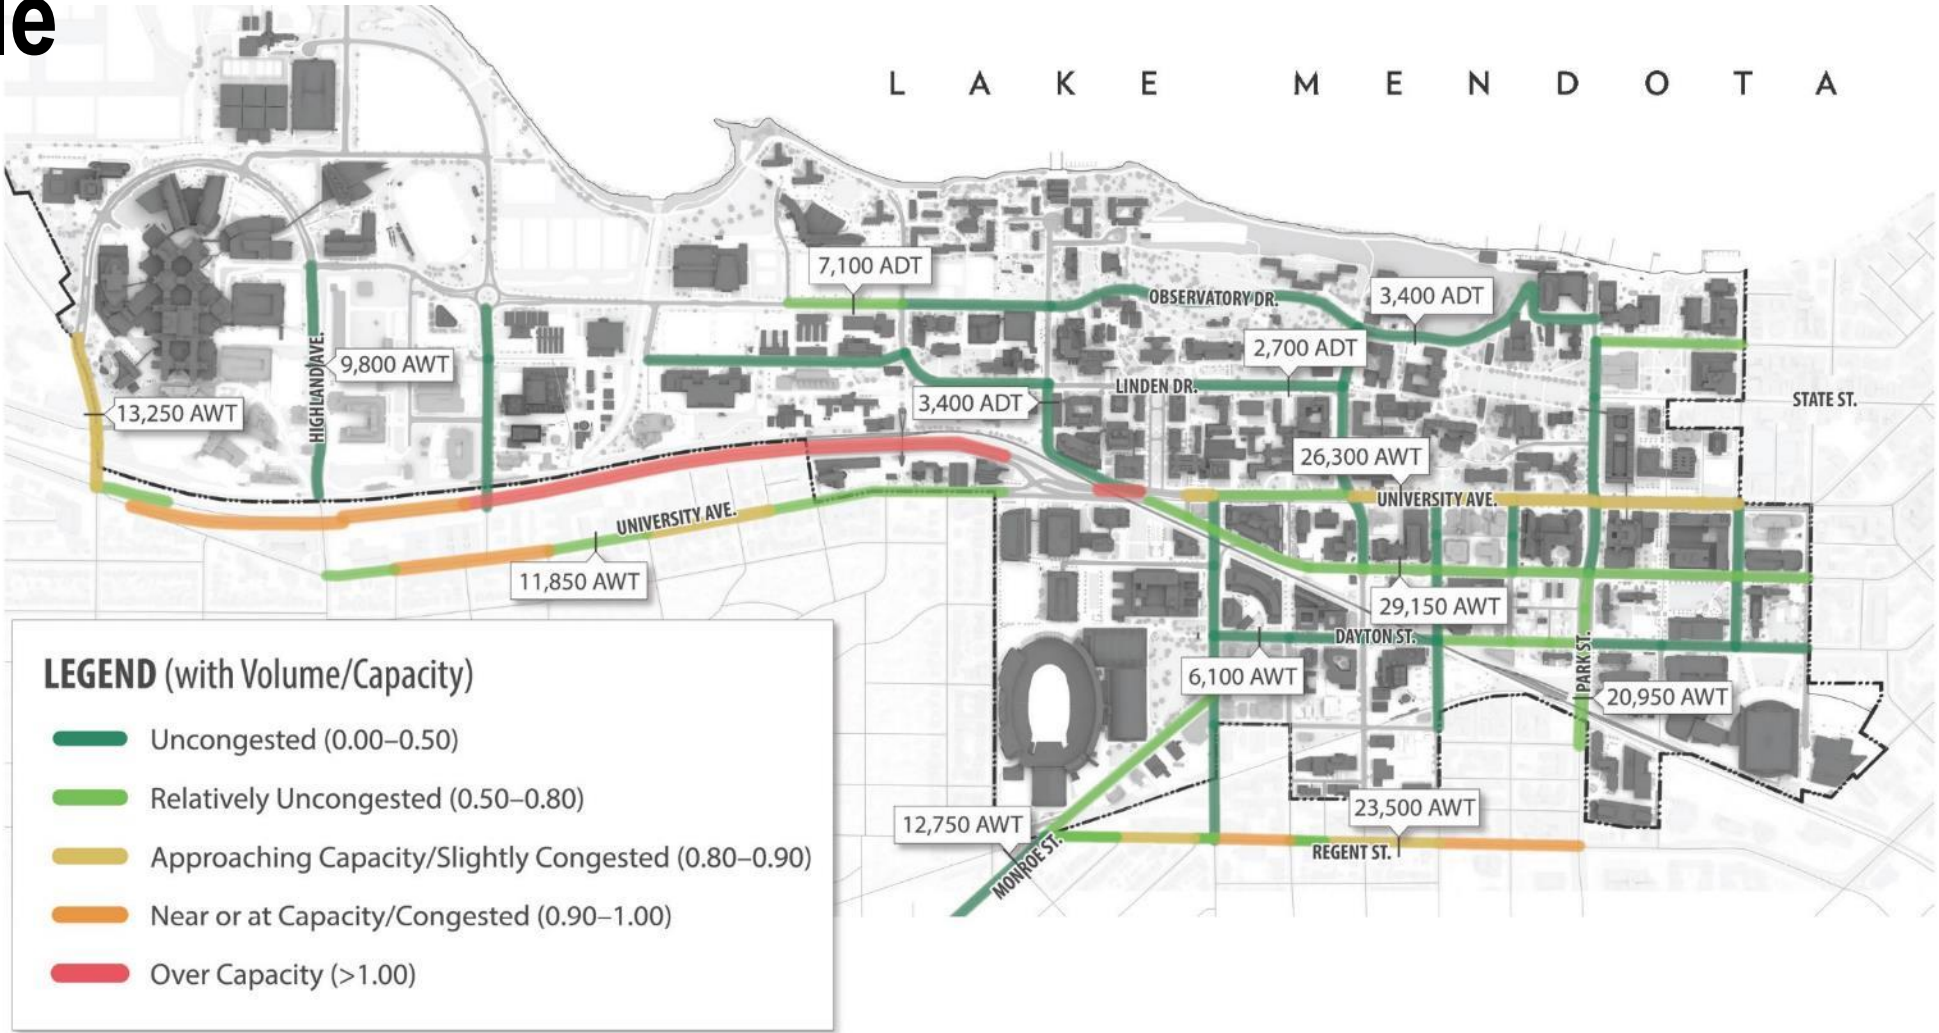 le
LAKE MENDOTA
7,100 ADT
OBSERVATORY DR.
3,400 ADT
2,700 ADT
HIGHLAND AVE.
9,800 AWT
LINDEN DR.
3,400 ADT
STATE ST.
13,250 AWT
26,300 AWT
UNIVERSITY AVE.
UNIVERSITY AVE.
11,850 AWT
29,150 AWT
DAYTON ST.
PARK ST.
6,100 AWT
20,950 AWT
12,750 AWT
23,500 AWT
MONROE ST.
REGENT ST.
LEGEND (with Volume/Capacity)
Uncongested (0.00–0.50)
Relatively Uncongested (0.50–0.80)
Approaching Capacity/Slightly Congested (0.80–0.90)
Near or at Capacity/Congested (0.90–1.00)
Over Capacity (>1.00)